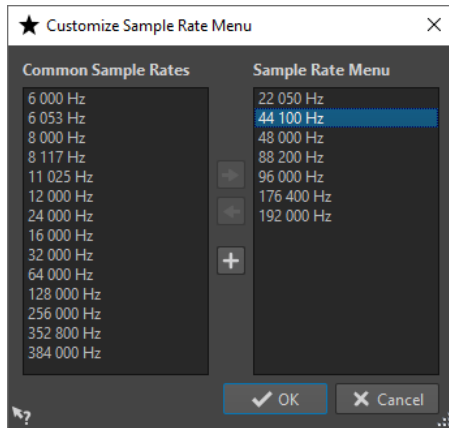 Customize Sample Rate Menu
Common Sample Rates
6 000 Hz
6 053 Hz
8 000 Hz
8 117 Hz
11 025 Hz
12 000 Hz
24 000 Hz
16 000 Hz
32 000 Hz
64 000 Hz
128 000 Hz
256 000 Hz
352 800 Hz
384 000 Hz
Sample Rate Menu
22 050 Hz
44 100 Hz
48 000 Hz
88 200 Hz
96 000 Hz
176 400 Hz
192 000 Hz
OK
Cancel